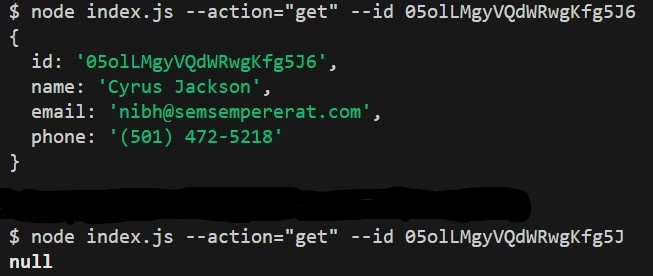 $ node index.js --action="get" --id 05olLMgyVQdWRwgKfg5J6
{
  id: '05olLMgyVQdWRwgKfg5J6',
  name: 'Cyrus Jackson',
  email: 'nibh@semsempererat.com',
  phone: '(501) 472-5218'
}
$ node index.js --action="get" --id 05olLMgyVQdWRwgKfg5J
null